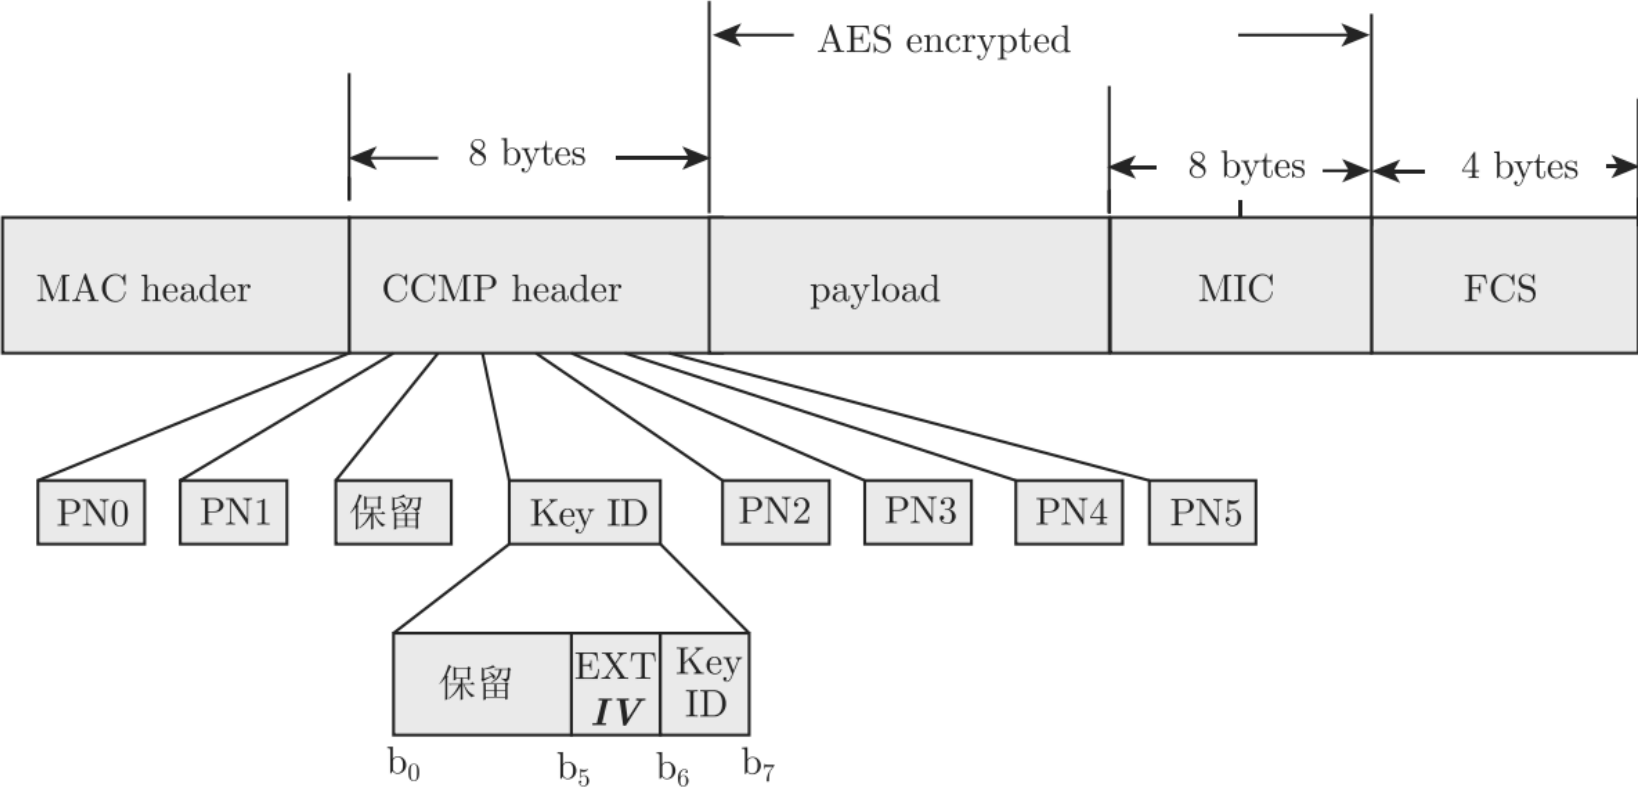 AES encrypted
8 bytes
8 bytes
4 bytes
MAC header
CCMP header
payload
MIC
FCS
PN0
PN1
保留
Key ID
PN2
PN3
PN4
PN5
保留
EXT
IV
Key
ID
b0
b5
b6
b7